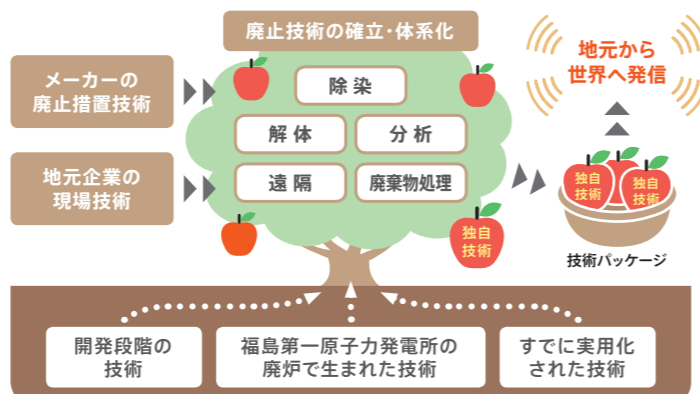 廃止技術の確立･体系化
メーカーの
廃止措置技術
地元企業の
現場技術
除染
解体
分析
遠隔
廃棄物処理
独自
技術
地元から
世界へ発信
独自
技術
独自
技術
技術パッケージ
開発段階の
技術
福島第一原子力発電所の
廃炉で生まれた技術
すでに実用化
された技術